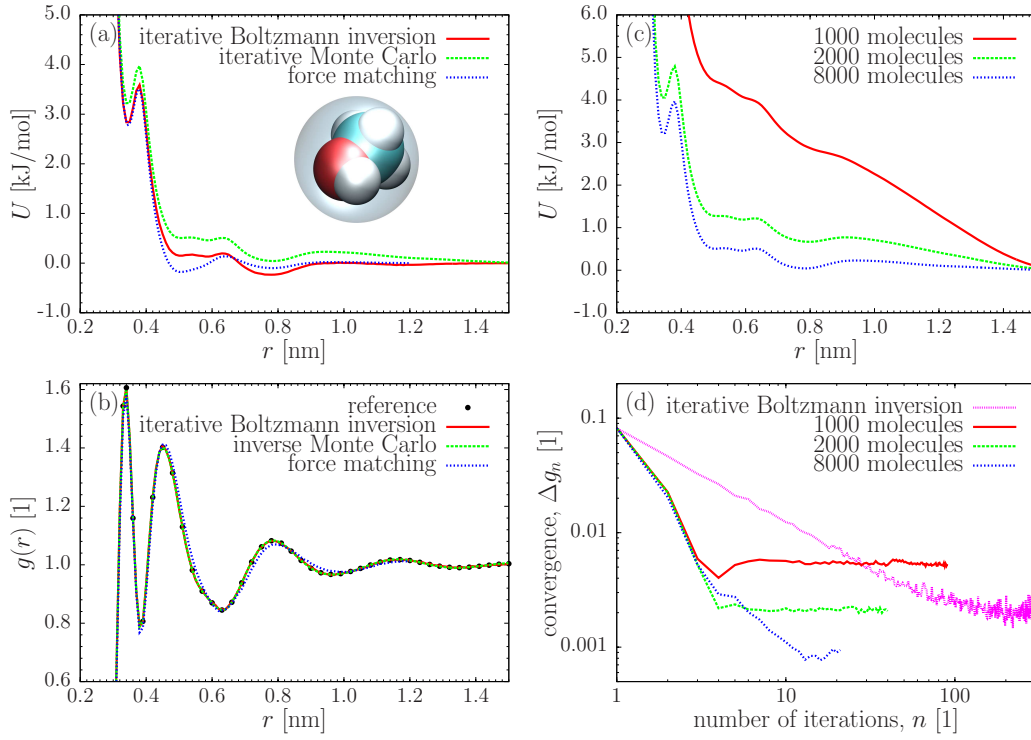 (a)
iterative Boltzmann inversion
iterative Monte Carlo
force matching
5.0
4.0
3.0
2.0
1.0
0.0
-1.0
U [kJ/mol]
0.2 0.4 0.6 0.8 1.0 1.2 1.4
r [nm]
(c)
1000 molecules
2000 molecules
8000 molecules
6.0
5.0
4.0
3.0
2.0
1.0
0.0
-1.0
U [kJ/mol]
0.2 0.4 0.6 0.8 1.0 1.2 1.4
r [nm]
(b)
reference
iterative Boltzmann inversion
inverse Monte Carlo
force matching
1.6
1.4
1.2
1.0
0.8
0.6
g(r) [1]
0.2 0.4 0.6 0.8 1.0 1.2 1.4
r [nm]
(d)
iterative Boltzmann inversion
1000 molecules
2000 molecules
8000 molecules
0.1
0.01
0.001
convergence, Δgₙ [1]
1 10 100
number of iterations, n [1]